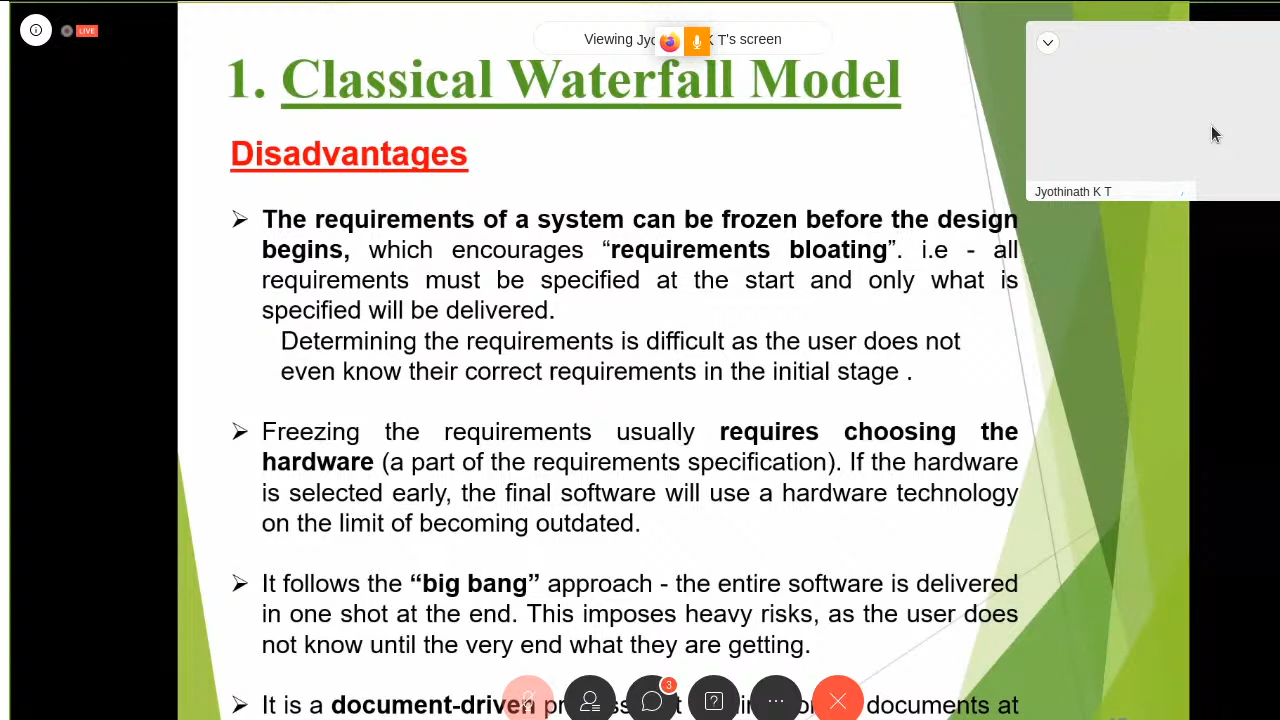 LIVE
Viewing Jyo K T's screen
1. Classical Waterfall Model
Jyothinath K T
Disadvantages
➢ The requirements of a system can be frozen before the design
begins, which encourages “requirements bloating”. i.e - all
requirements must be specified at the start and only what is
specified will be delivered.
Determining the requirements is difficult as the user does not
even know their correct requirements in the initial stage .
➢ Freezing the requirements usually requires choosing the
hardware (a part of the requirements specification). If the hardware
is selected early, the final software will use a hardware technology
on the limit of becoming outdated.
➢ It follows the “big bang” approach - the entire software is delivered
in one shot at the end. This imposes heavy risks, as the user does
not know until the very end what they are getting.
3
➢ It is a document-driven documents at